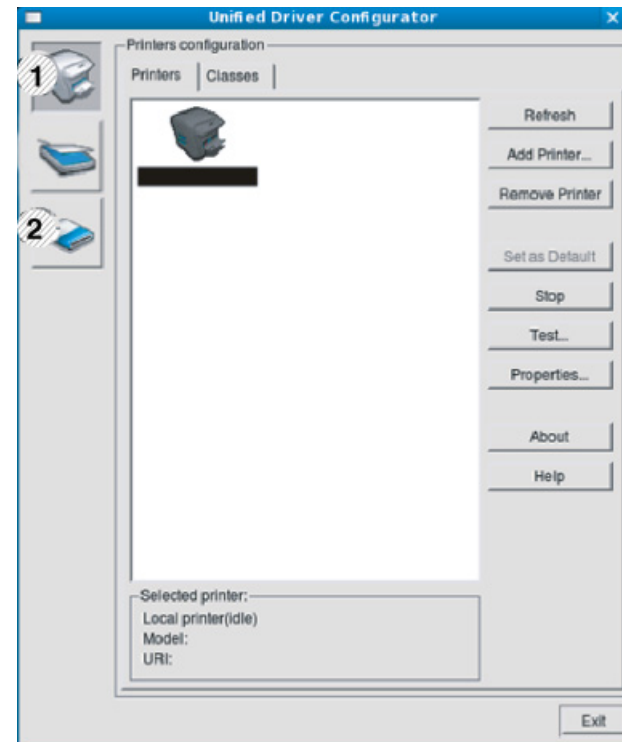 Unified Driver Configurator
Printers configuration
1
Printers
Classes
Refresh
Add Printer...
Remove Printer
2
Set as Default
Stop
Test...
Properties...
About
Help
Selected printer:
Local printer(idle)
Model:
URI:
Exit